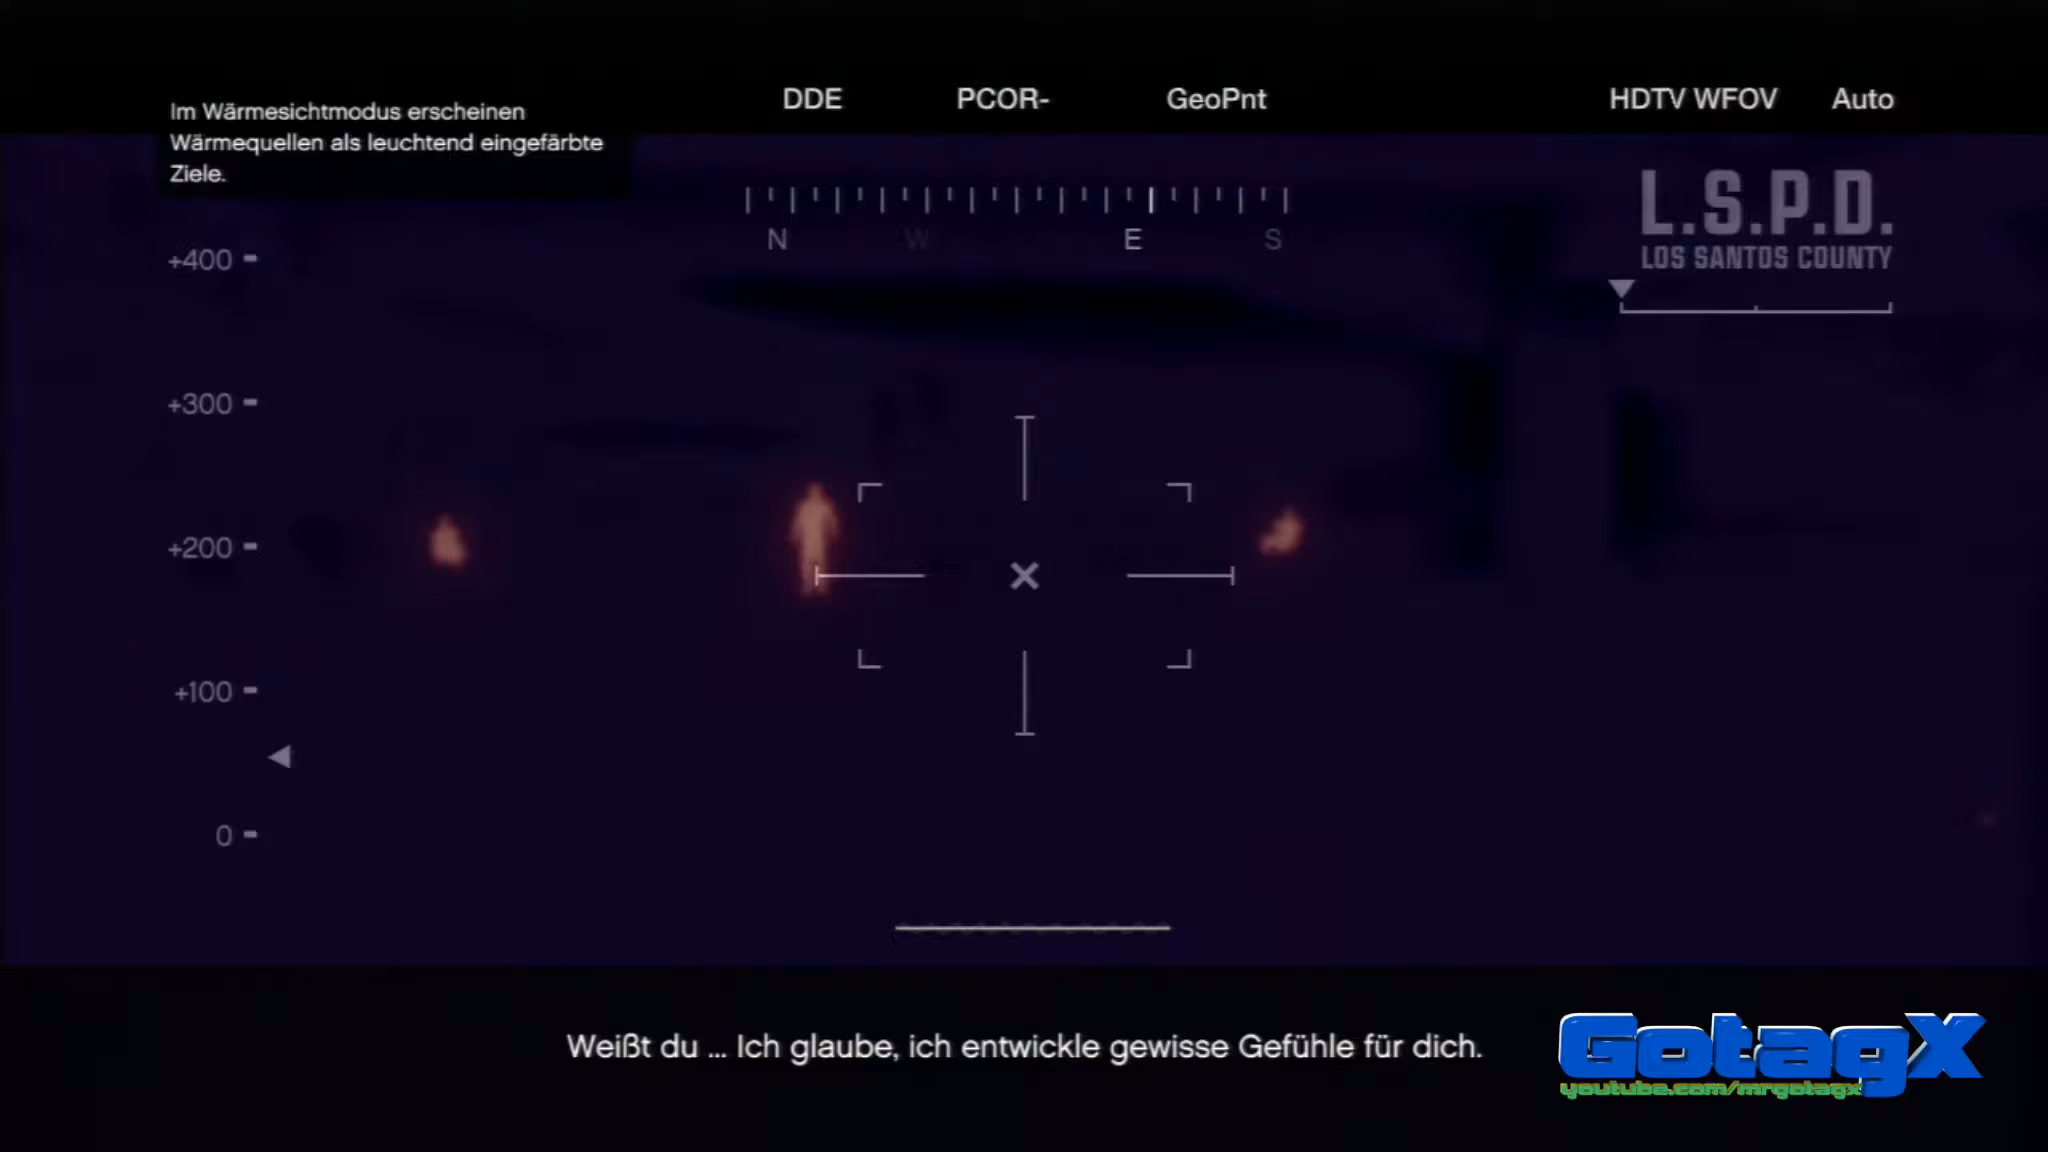 DDE PCOR- GeoPnt HDTV WFOV Auto
Im Wärmesichtmodus erscheinen
Wärmequellen als leuchtend eingefärbte
Ziele.
L.S.P.D.
LOS SANTOS COUNTY
N W E S
+400
+300
+200
+100
0
Weißt du ... Ich glaube, ich entwickle gewisse Gefühle für dich.
GotagX
youtube.com/mrgotagx